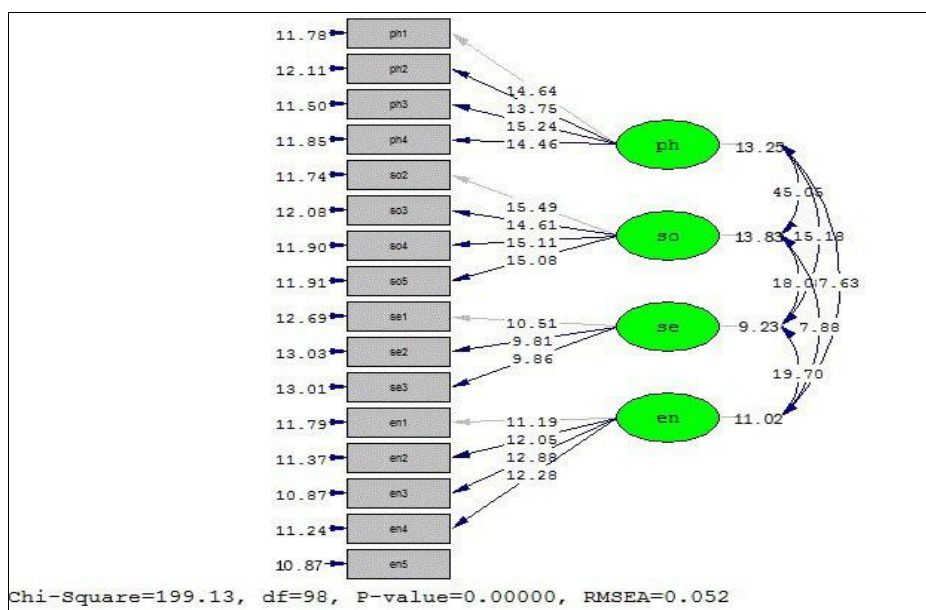 11.78 ph1
12.11 ph2
14.64
11.50 ph3
13.75
15.24
11.85 ph4
14.46
ph 13.25
11.74 so2
45.05
12.08 so3
15.49
14.61
so 13.83 15.18
11.90 so4
15.11
15.08
11.91 so5
7.63
12.69 se1
10.51
se 9.23 7.88
13.03 se2
9.81
9.86
13.01 se3
19.70
11.79 en1
11.19
en 11.02
11.37 en2
12.05
12.88
12.28
10.87 en3
11.24 en4
10.87 en5
Chi-Square=199.13, df=98, P-value=0.00000, RMSEA=0.052